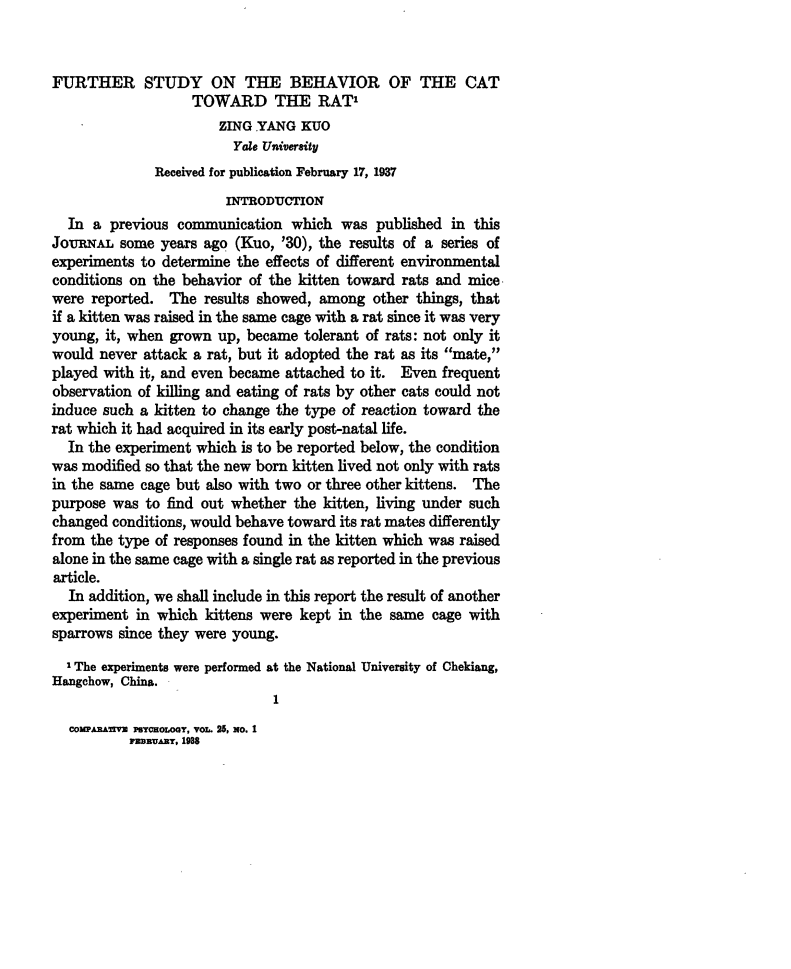 FURTHER STUDY ON THE BEHAVIOR OF THE CAT
TOWARD THE RAT¹
ZING YANG KUO
Yale University
Received for publication February 17, 1937
INTRODUCTION
In a previous communication which was published in this
JOURNAL some years ago (Kuo, '30), the results of a series of
experiments to determine the effects of different environmental
conditions on the behavior of the kitten toward rats and mice
were reported. The results showed, among other things, that
if a kitten was raised in the same cage with a rat since it was very
young, it, when grown up, became tolerant of rats: not only it
would never attack a rat, but it adopted the rat as its "mate,"
played with it, and even became attached to it. Even frequent
observation of killing and eating of rats by other cats could not
induce such a kitten to change the type of reaction toward the
rat which it had acquired in its early post-natal life.
In the experiment which is to be reported below, the condition
was modified so that the new born kitten lived not only with rats
in the same cage but also with two or three other kittens. The
purpose was to find out whether the kitten, living under such
changed conditions, would behave toward its rat mates differently
from the type of responses found in the kitten which was raised
alone in the same cage with a single rat as reported in the previous
article.
In addition, we shall include in this report the result of another
experiment in which kittens were kept in the same cage with
sparrows since they were young.
¹ The experiments were performed at the National University of Chekiang,
Hangchow, China.
1
COMPARATIVE PSYCHOLOGY, VOL. 25, NO. 1
FEBRUARY, 1938